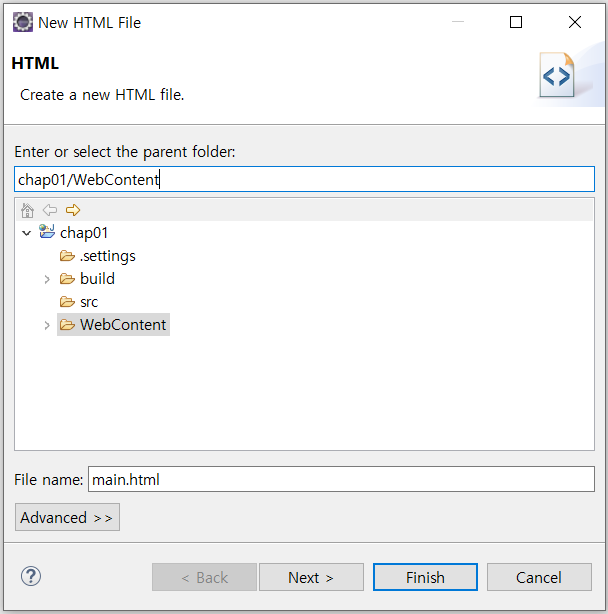 New HTML File
HTML
Create a new HTML file.
Enter or select the parent folder:
chap01/WebContent
chap01
.settings
build
src
WebContent
File name: main.html
Advanced >>
? < Back Next > Finish Cancel